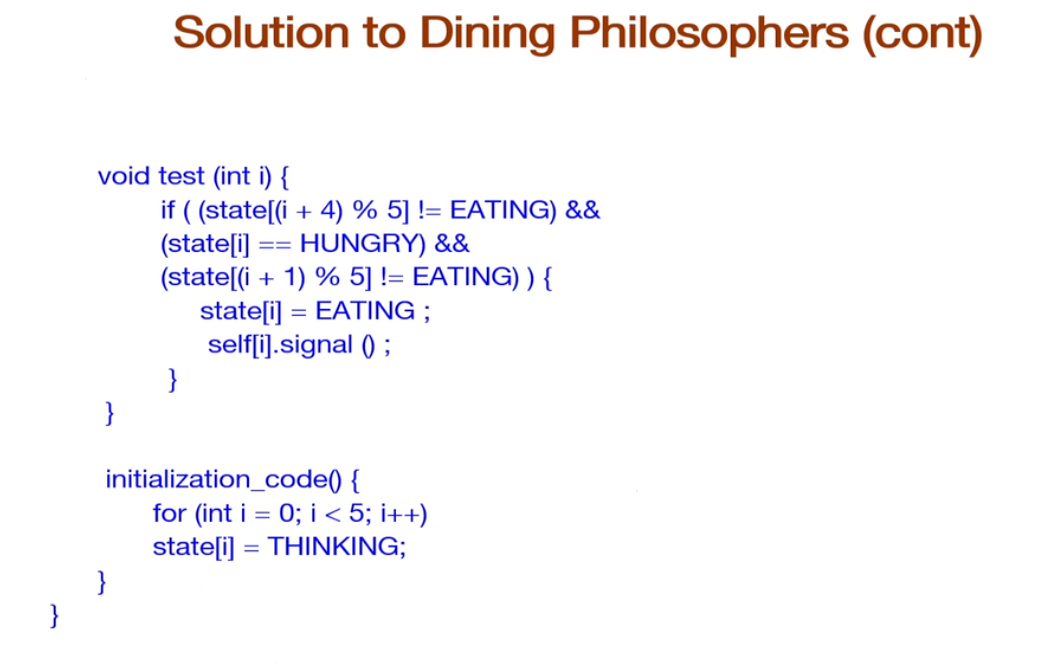 Solution to Dining Philosophers (cont)
void test (int i) {
if ( (state[(i + 4) % 5] != EATING) &&
(state[i] == HUNGRY) &&
(state[(i + 1) % 5] != EATING) ) {
state[i] = EATING ;
self[i].signal () ;
}
}
initialization_code() {
for (int i = 0; i < 5; i++)
state[i] = THINKING;
}
}